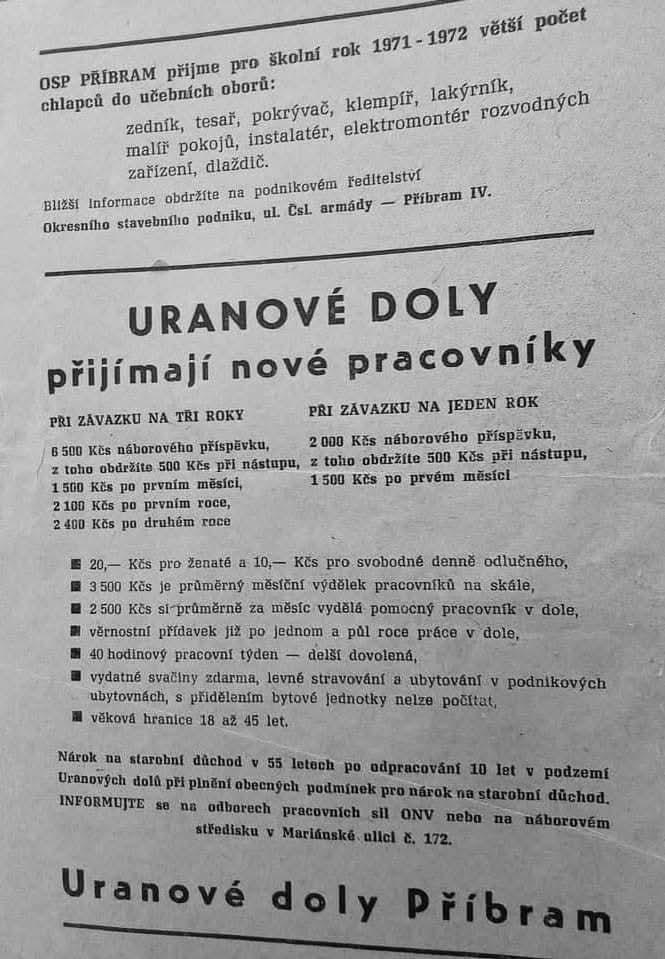 OSP PŘÍBRAM přijme pro školní rok 1971-1972 větší počet
chlapců do učebních oborů:
zedník, tesař, pokrývač, klempíř, lakýrník,
malíř pokojů, instalatér, elektromontér rozvodných
zařízení, dlaždič.
Bližší informace obdržíte na podnikovém ředitelství
Okresního stavebního podniku, ul. Čsl. armády — Příbram IV.
URANOVÉ DOLY
přijímají nové pracovníky
PŘI ZÁVAZKU NA TŘI ROKY
6 500 Kčs náborového příspěvku,
z toho obdržíte 500 Kčs při nástupu,
1 500 Kčs po prvním měsíci,
2 100 Kčs po prvním roce,
2 400 Kčs po druhém roce
PŘI ZÁVAZKU NA JEDEN ROK
2 000 Kčs náborového příspěvku,
z toho obdržíte 500 Kčs při nástupu,
1 500 Kčs po prvém měsíci
■ 20,— Kčs pro ženaté a 10,— Kčs pro svobodné denně odlučného,
■ 3 500 Kčs je průměrný měsíční výdělek pracovníků na skále,
■ 2 500 Kčs si průměrně za měsíc vydělá pomocný pracovník v dole,
■ věrnostní přídavek již po jednom a půl roce práce v dole,
■ 40 hodinový pracovní týden — delší dovolená,
■ vydatné svačiny zdarma, levné stravování a ubytování v podnikových
ubytovnách, s přidělením bytové jednotky nelze počítat,
■ věková hranice 18 až 45 let.
Nárok na starobní důchod v 55 letech po odpracování 10 let v podzemí
Uranových dolů při plnění obecných podmínek pro nárok na starobní důchod.
INFORMUJTE se na odborech pracovních sil ONV nebo na náborovém
středisku v Mariánské ulici č. 172.
Uranové doly Příbram